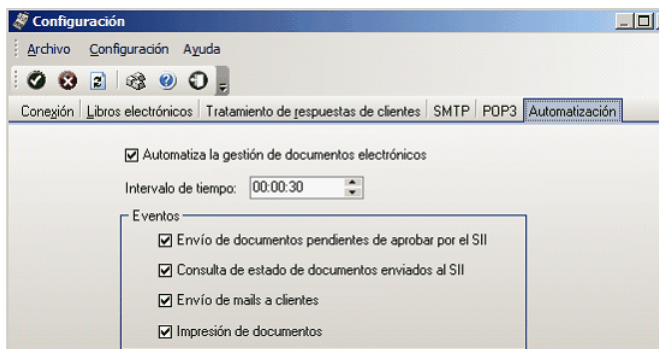 Configuración
Archivo Configuración Ayuda
Conexión Libros electrónicos Tratamiento de respuestas de clientes SMTP POP3 Automatización
Automatiza la gestión de documentos electrónicos
Intervalo de tiempo: 00:00:30
Eventos
Envío de documentos pendientes de aprobar por el SII
Consulta de estado de documentos enviados al SII
Envío de mails a clientes
Impresión de documentos